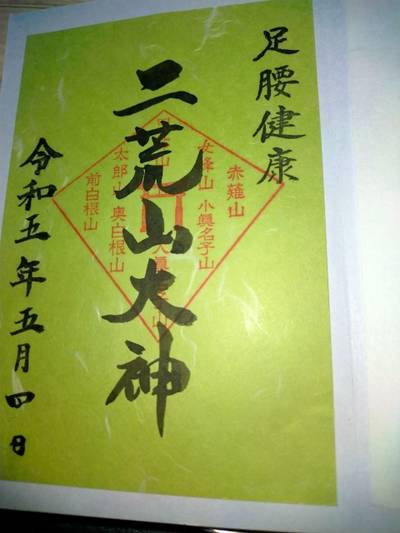 足腰健康
赤薙山
女峰山 小眞名子山
二荒山大神
太郎山 奥白根山
前白根山
令和五年五月四日